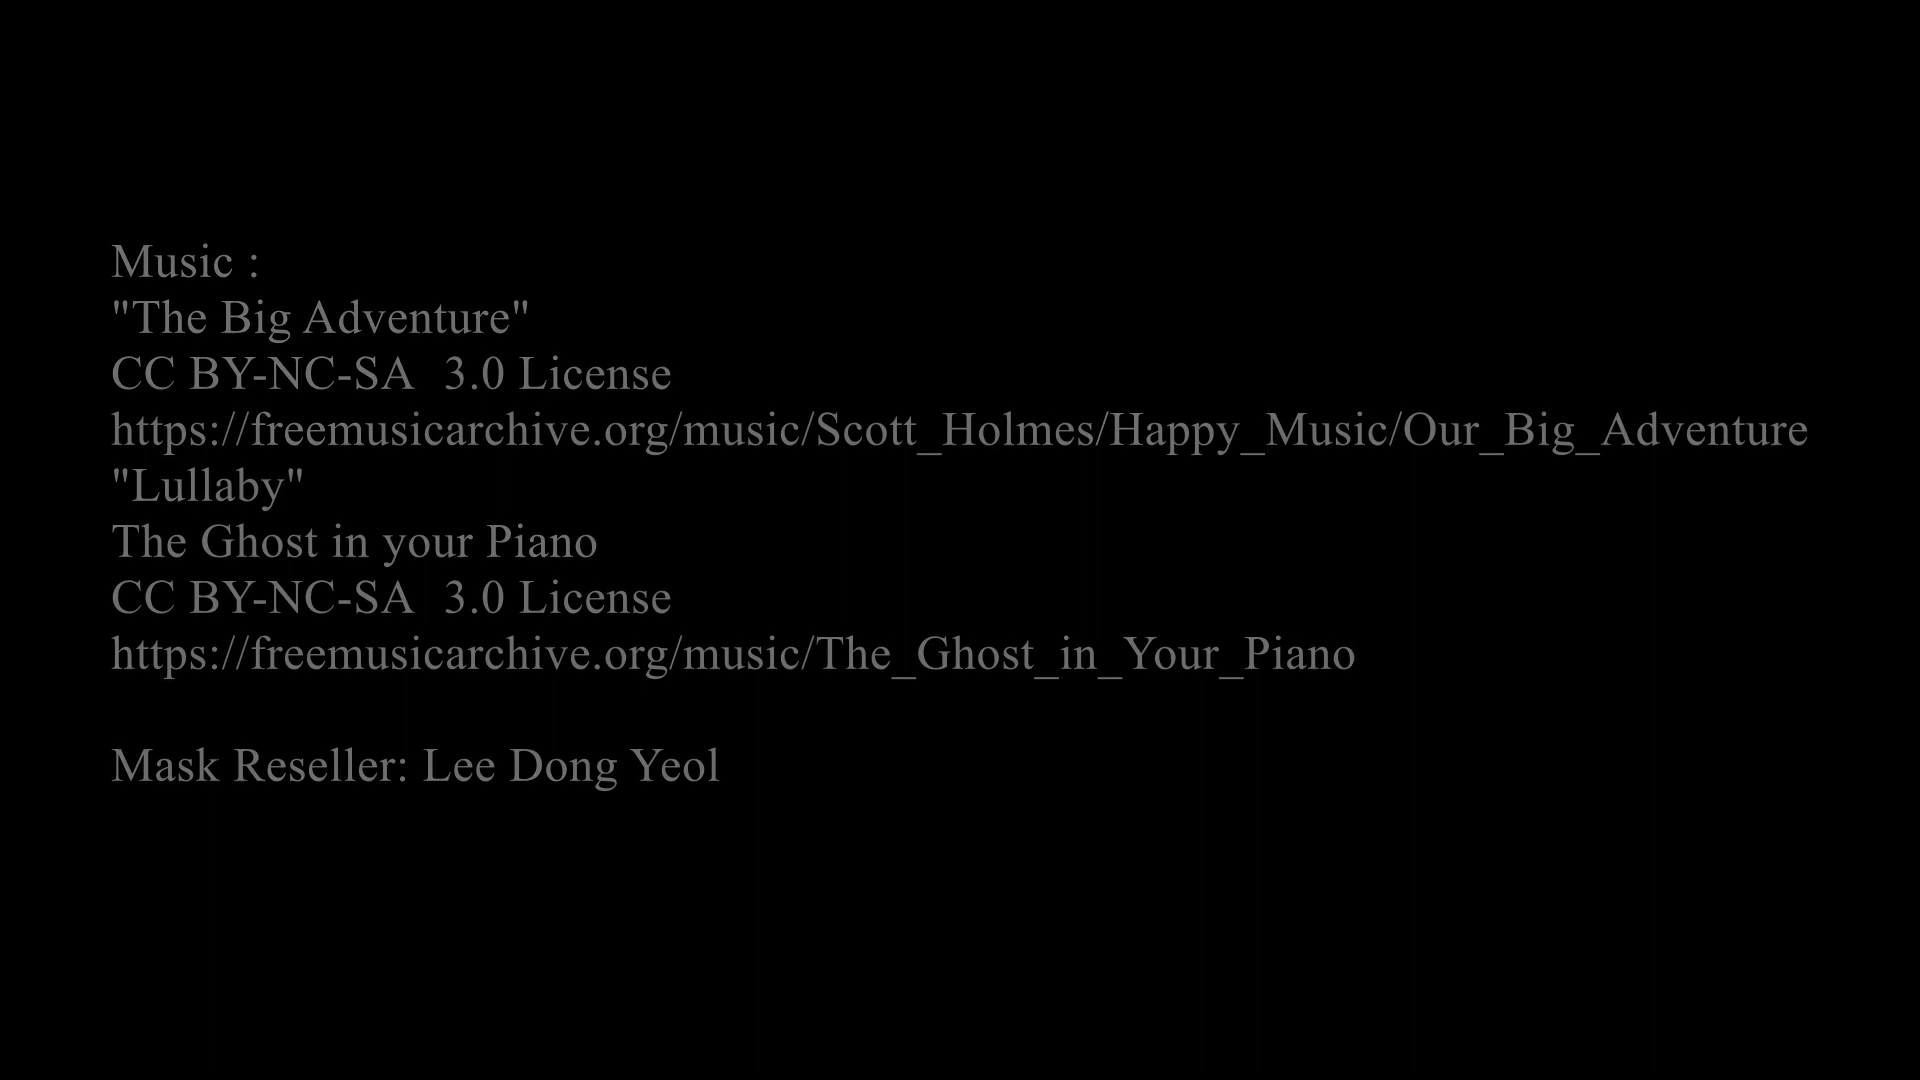 Music :
"The Big Adventure"
CC BY-NC-SA  3.0 License
https://freemusicarchive.org/music/Scott_Holmes/Happy_Music/Our_Big_Adventure
"Lullaby"
The Ghost in your Piano
CC BY-NC-SA  3.0 License
https://freemusicarchive.org/music/The_Ghost_in_Your_Piano
Mask Reseller: Lee Dong Yeol